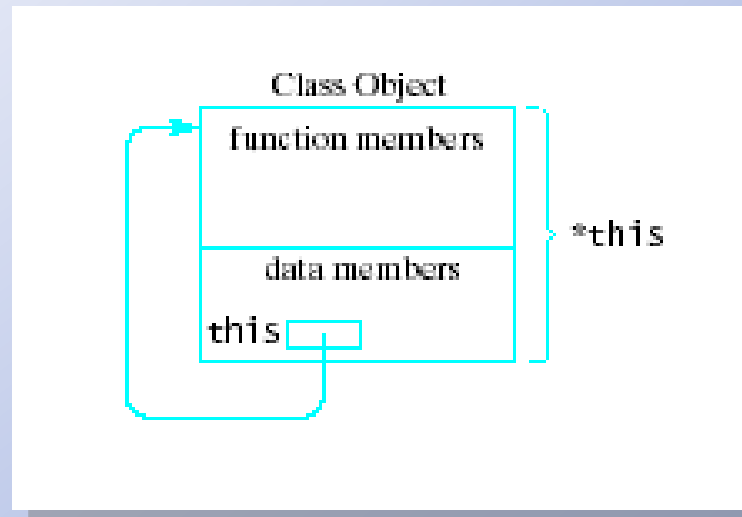 Class Object
function members
*this
data members
this